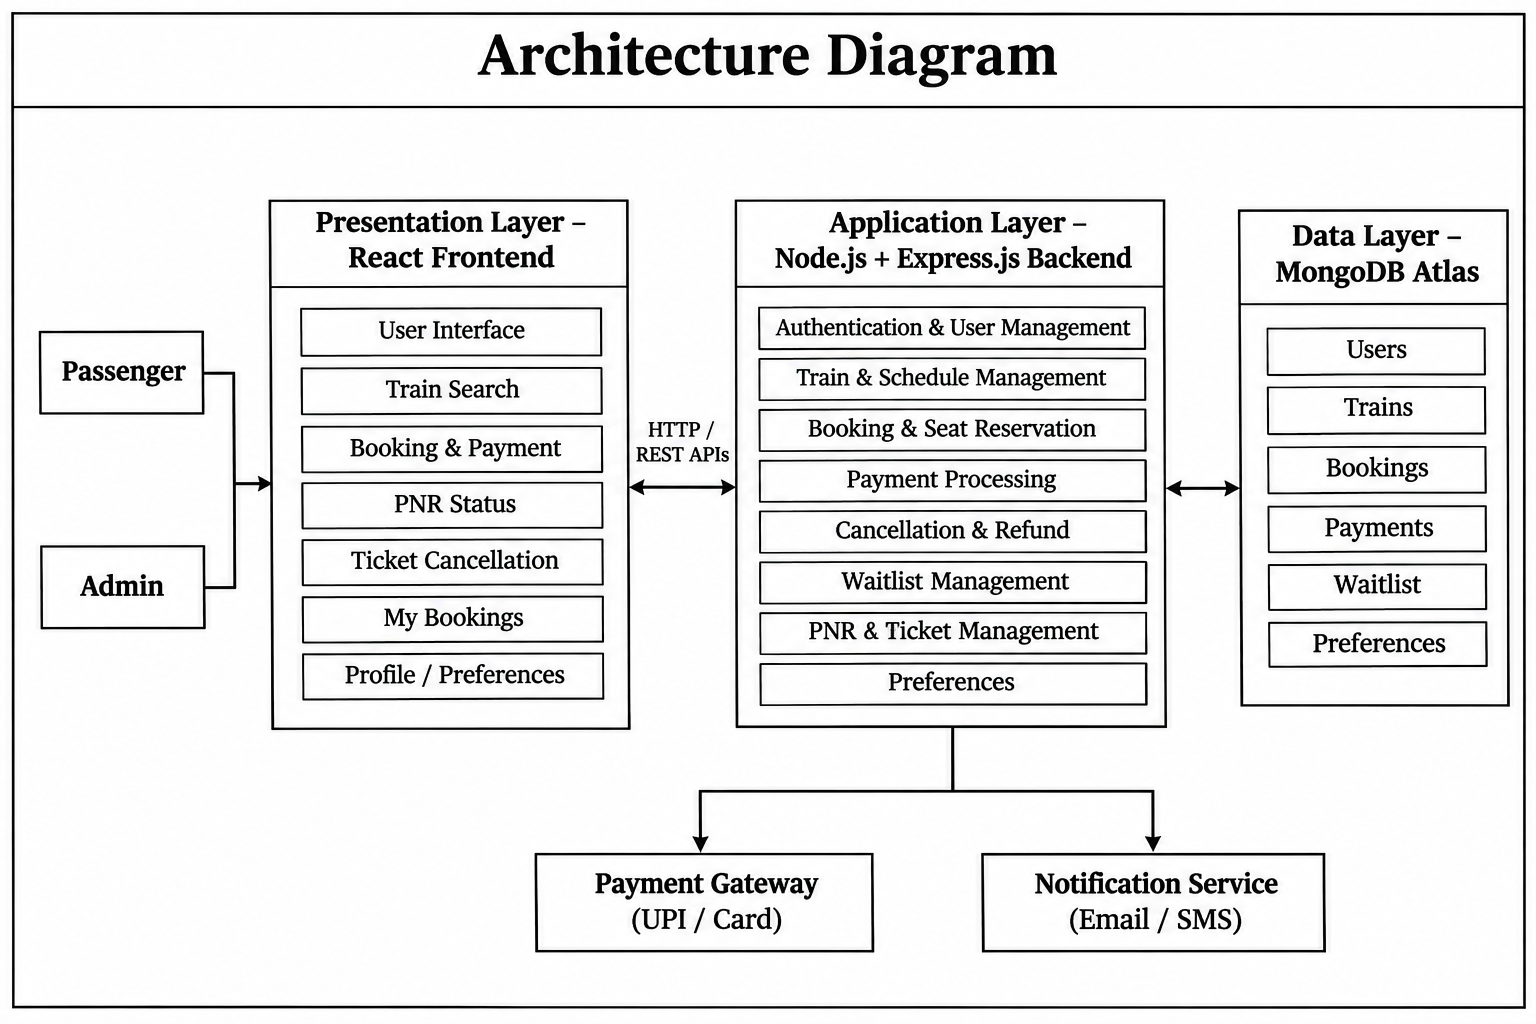 Architecture Diagram
Passenger
Admin
Presentation Layer –
React Frontend
User Interface
Train Search
Booking & Payment
PNR Status
Ticket Cancellation
My Bookings
Profile / Preferences
HTTP /
REST APIs
Application Layer –
Node.js + Express.js Backend
Authentication & User Management
Train & Schedule Management
Booking & Seat Reservation
Payment Processing
Cancellation & Refund
Waitlist Management
PNR & Ticket Management
Preferences
Data Layer –
MongoDB Atlas
Users
Trains
Bookings
Payments
Waitlist
Preferences
Payment Gateway
(UPI / Card)
Notification Service
(Email / SMS)